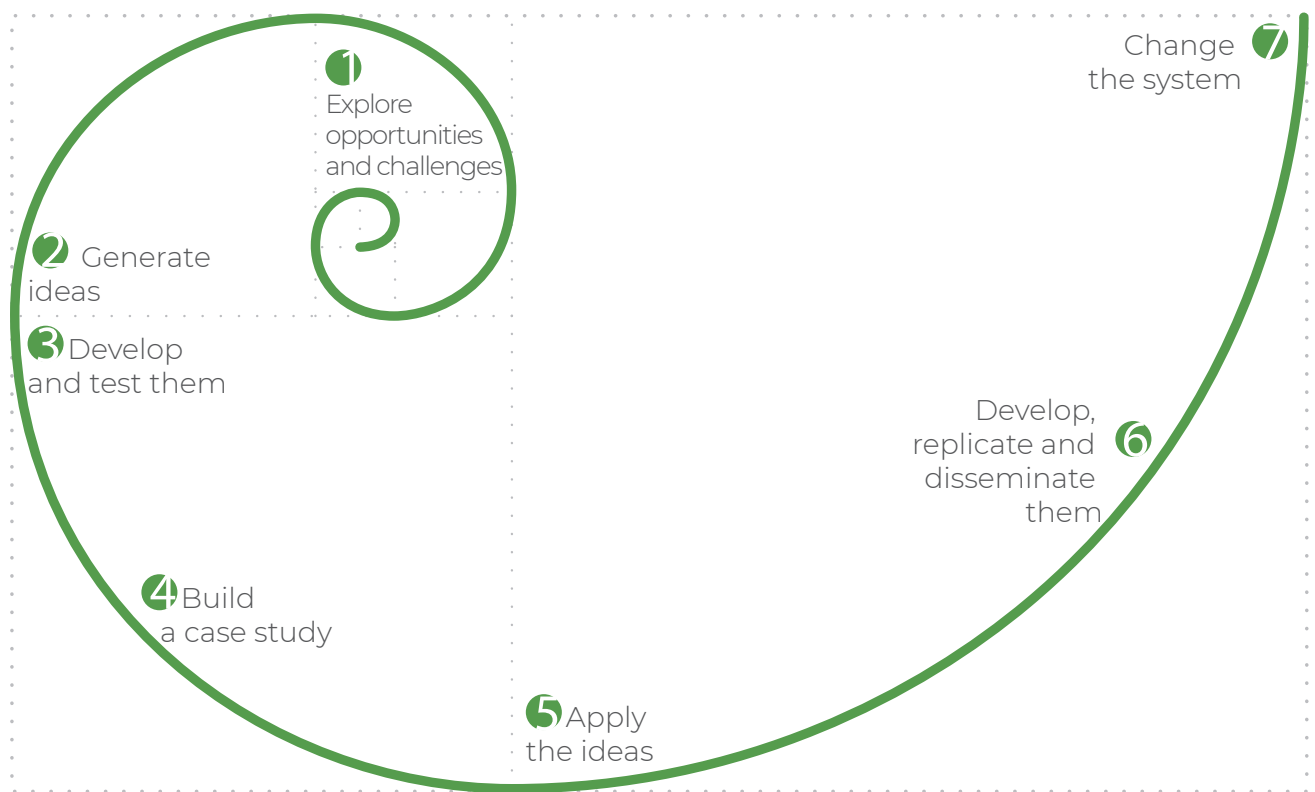 1
Explore
opportunities
and challenges
2 Generate
ideas
3 Develop
and test them
4 Build
a case study
5 Apply
the ideas
Develop,
replicate and 6
disseminate
them
Change 7
the system